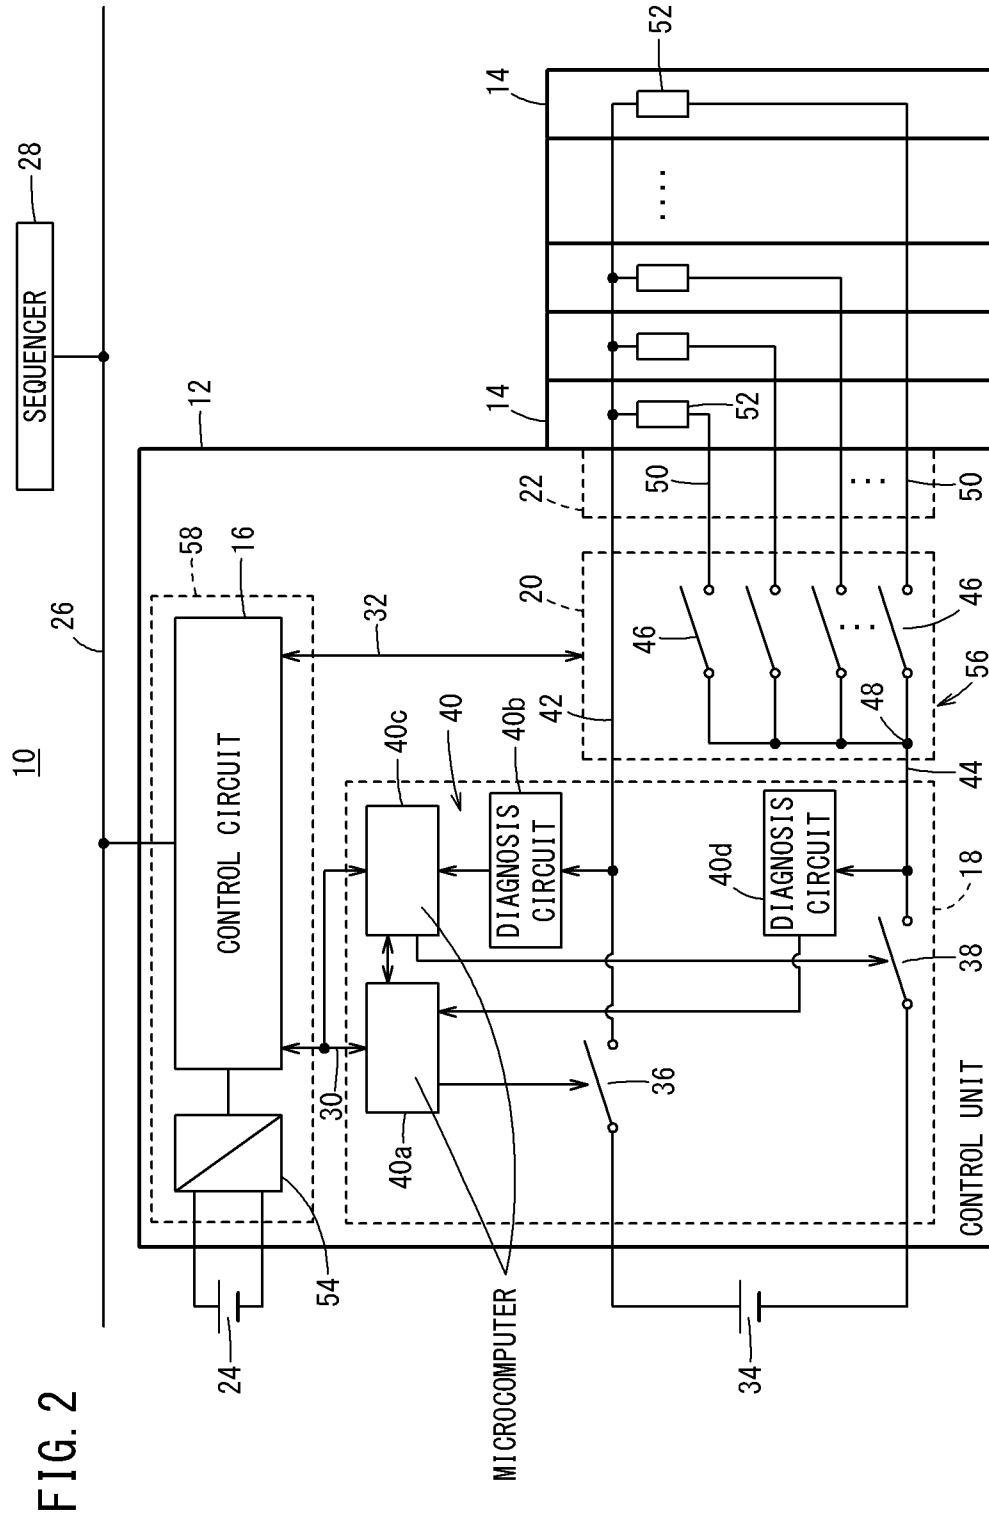 FIG. 2
10
SEQUENCER
28
26
12
58
16
CONTROL CIRCUIT
54
24
32
30
40
40c
40a
40b
DIAGNOSIS
CIRCUIT
40d
DIAGNOSIS
CIRCUIT
MICROCOMPUTER
36
38
18
42
44
20
46
46
48
56
22
50
50
14
14
52
52
34
CONTROL UNIT